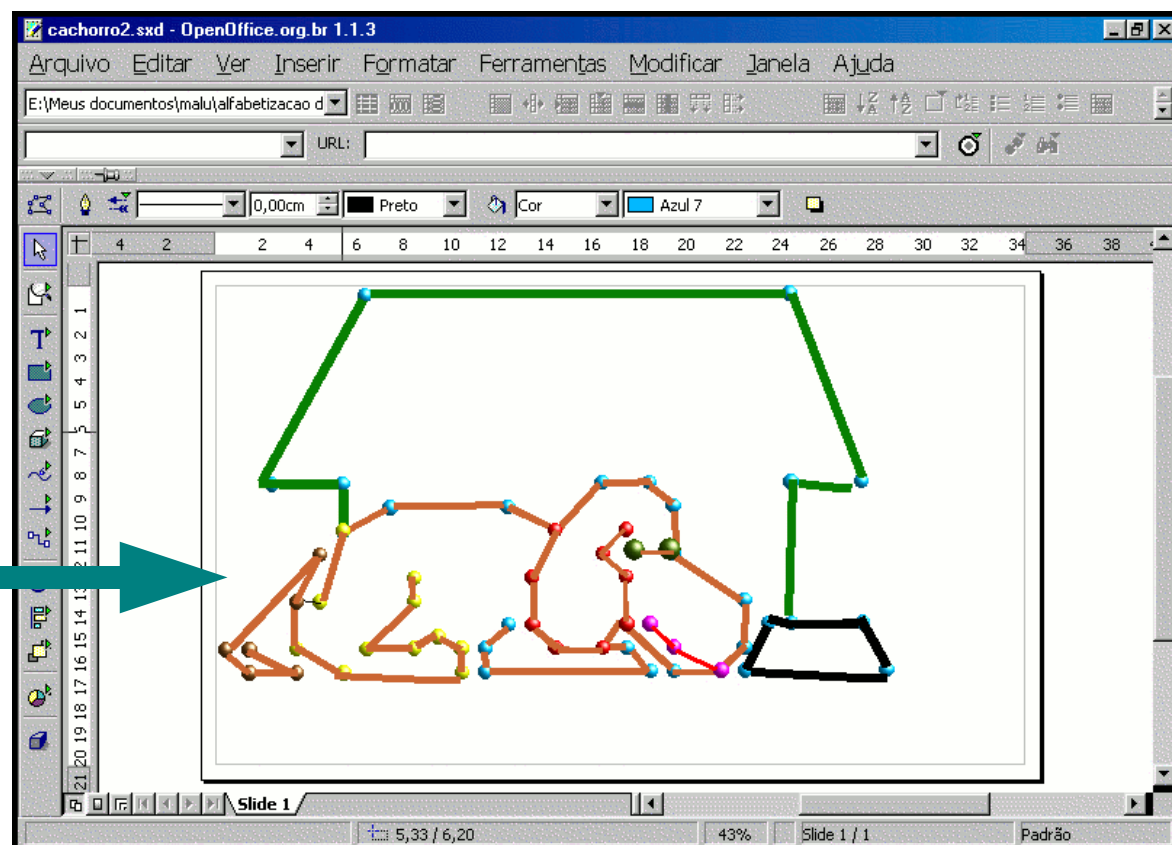 cachorro2.sxd - OpenOffice.org.br 1.1.3
Arquivo Editar Ver Inserir Formatar Ferramentas Modificar Janela Ajuda
E:\Meus documentos\malu\alfabetizacao d
URL:
0,00cm Preto Cor Azul 7
4 2 2 4 6 8 10 12 14 16 18 20 22 24 26 28 30 32 34 36 38
1 2 3 4 5 7 8 9 10 11 12 13 14 15 16 17 18 19 20 21
Slide 1
5,33 / 6,20 43% Slide 1 / 1 Padrão